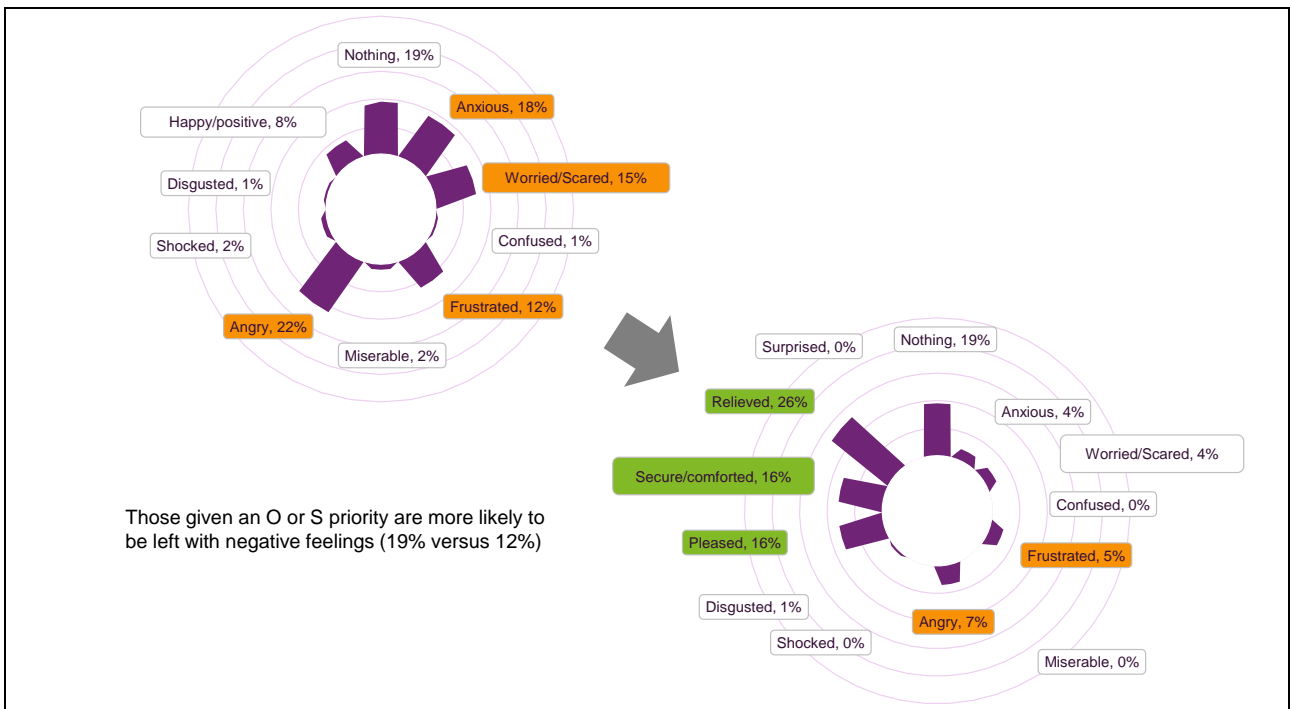 Nothing, 19%
Anxious, 18%
Happy/positive, 8%
Worried/Scared, 15%
Disgusted, 1%
Shocked, 2%
Confused, 1%
Frustrated, 12%
Angry, 22%
Miserable, 2%
Surprised, 0%
Nothing, 19%
Relieved, 26%
Anxious, 4%
Worried/Scared, 4%
Secure/comforted, 16%
Confused, 0%
Those given an O or S priority are more likely to
be left with negative feelings (19% versus 12%)
Pleased, 16%
Frustrated, 5%
Disgusted, 1%
Angry, 7%
Shocked, 0%
Miserable, 0%